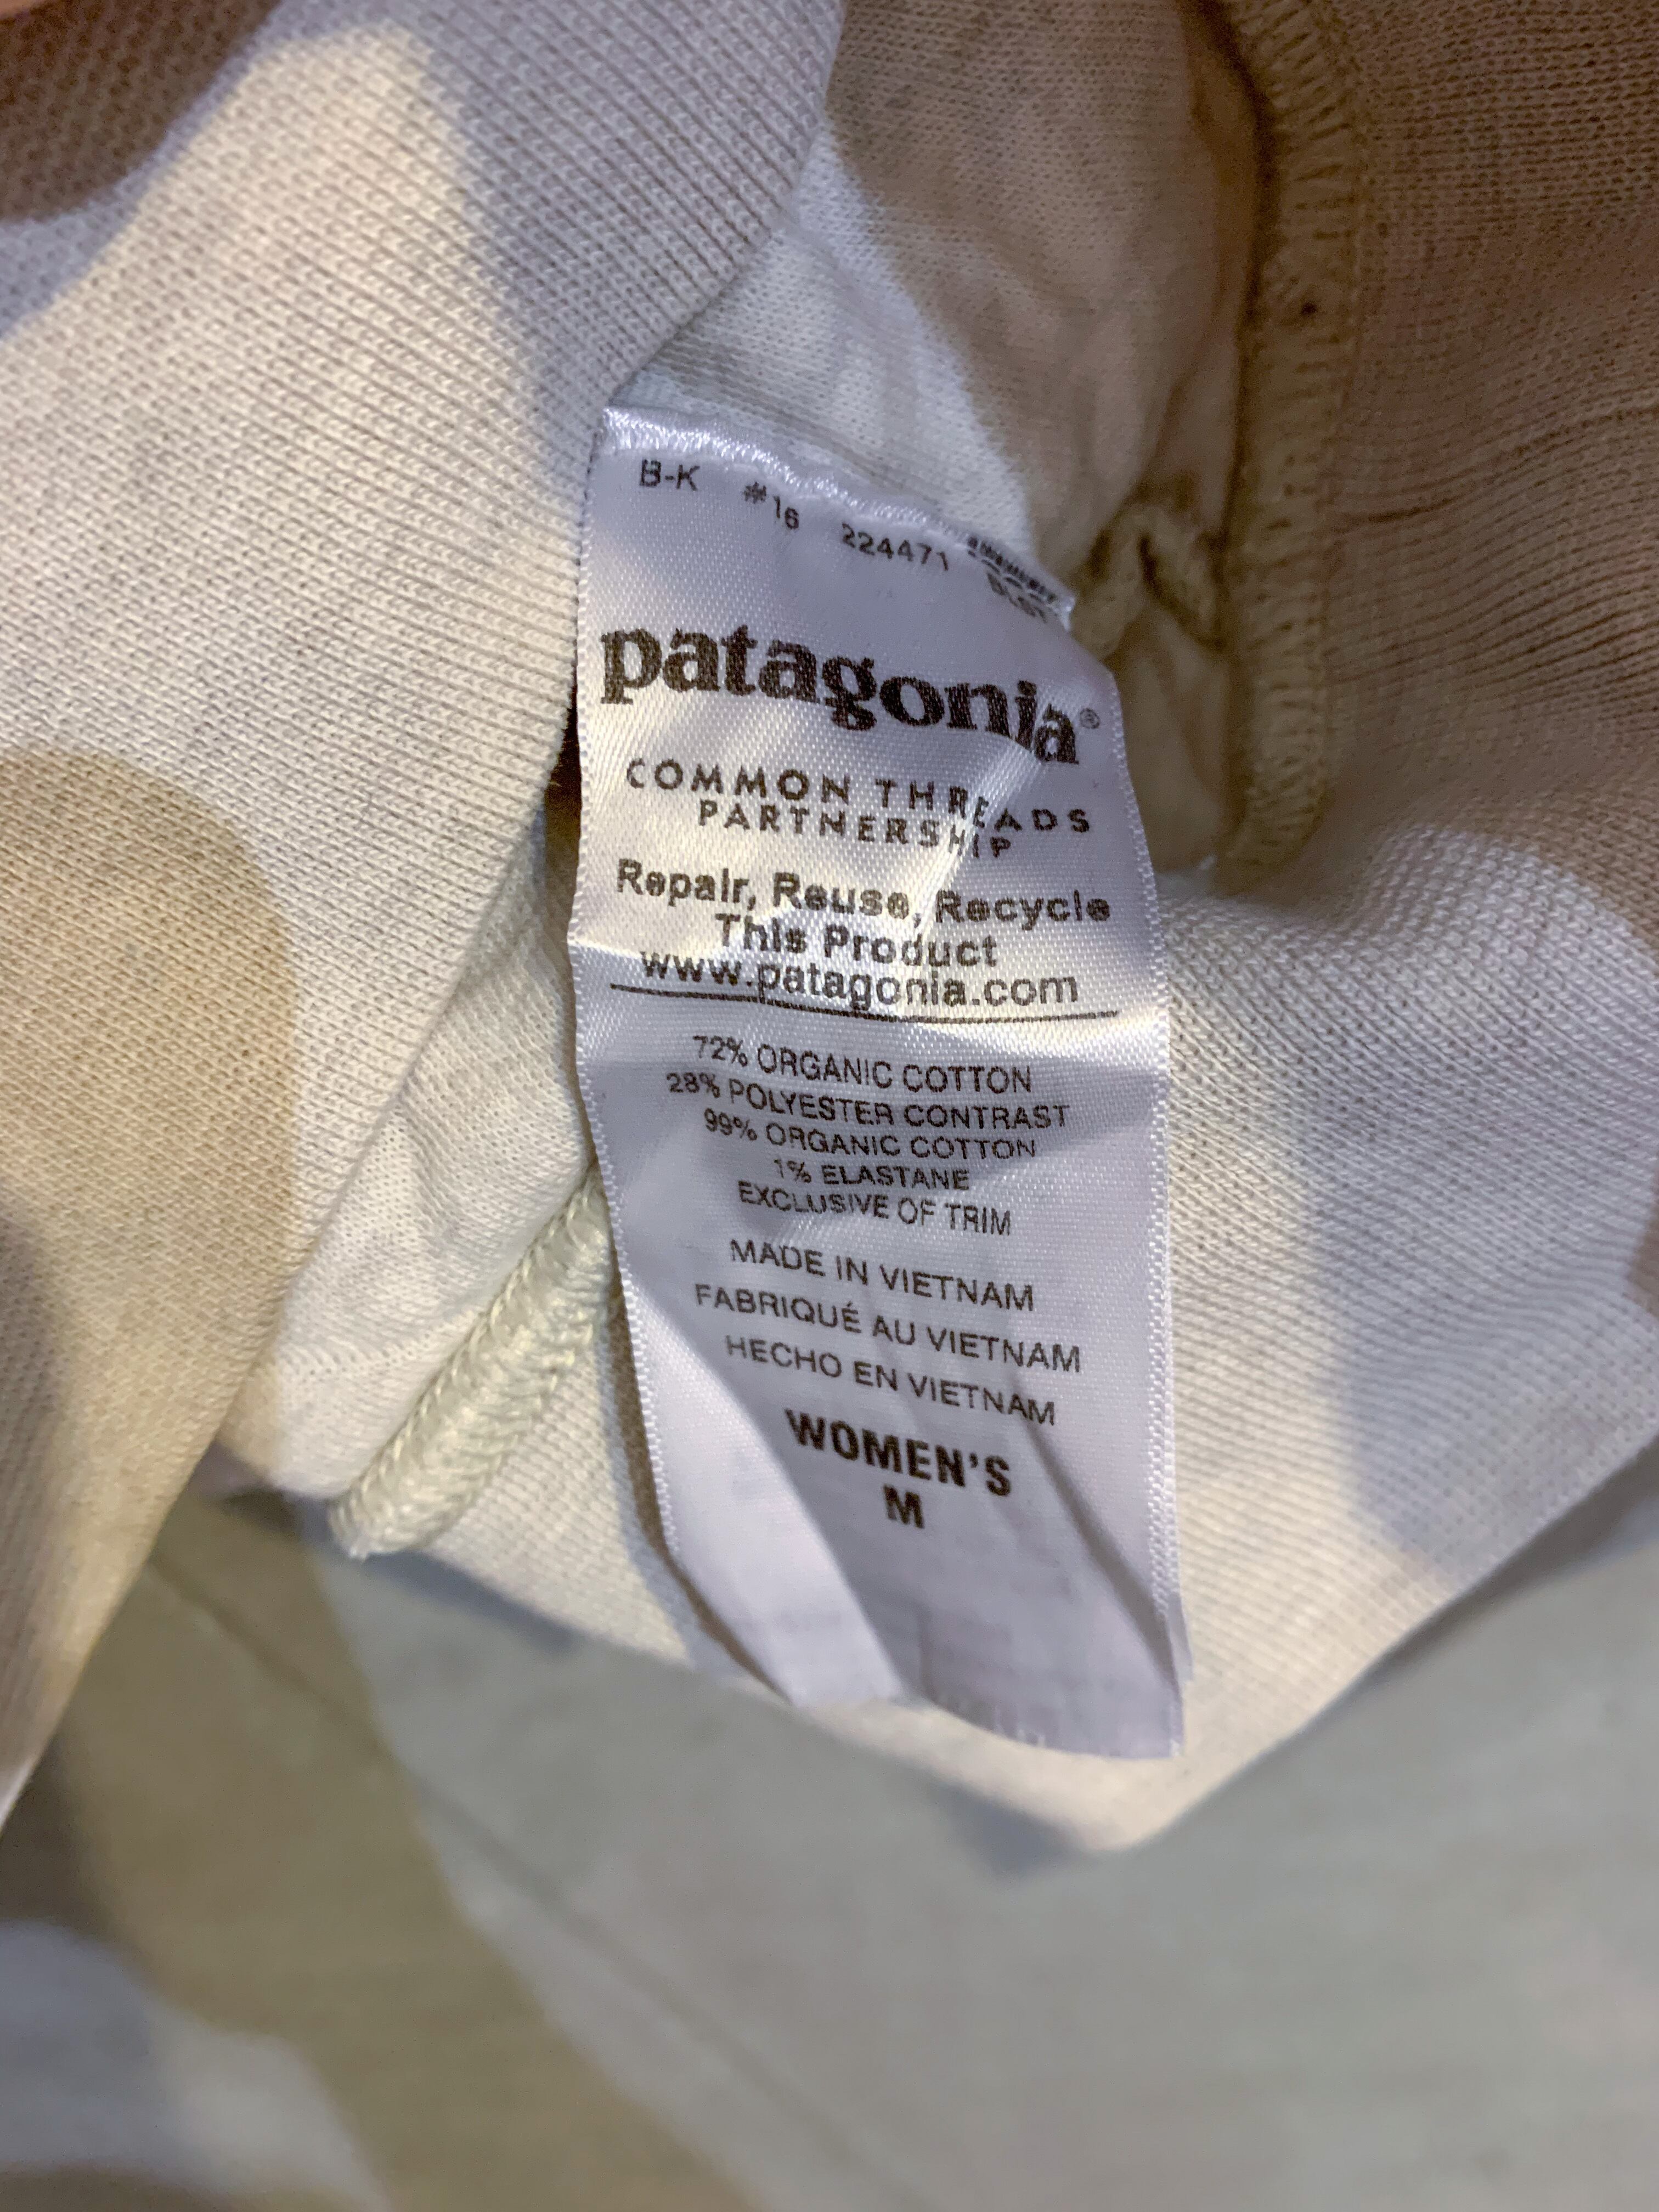 B-K #16 224471
patagonia®
COMMON THREADS
PARTNERSHIP
Repair, Reuse, Recycle
This Product
www.patagonia.com
72% ORGANIC COTTON
28% POLYESTER CONTRAST
99% ORGANIC COTTON
1% ELASTANE
EXCLUSIVE OF TRIM
MADE IN VIETNAM
FABRIQUÉ AU VIETNAM
HECHO EN VIETNAM
WOMEN'S
M